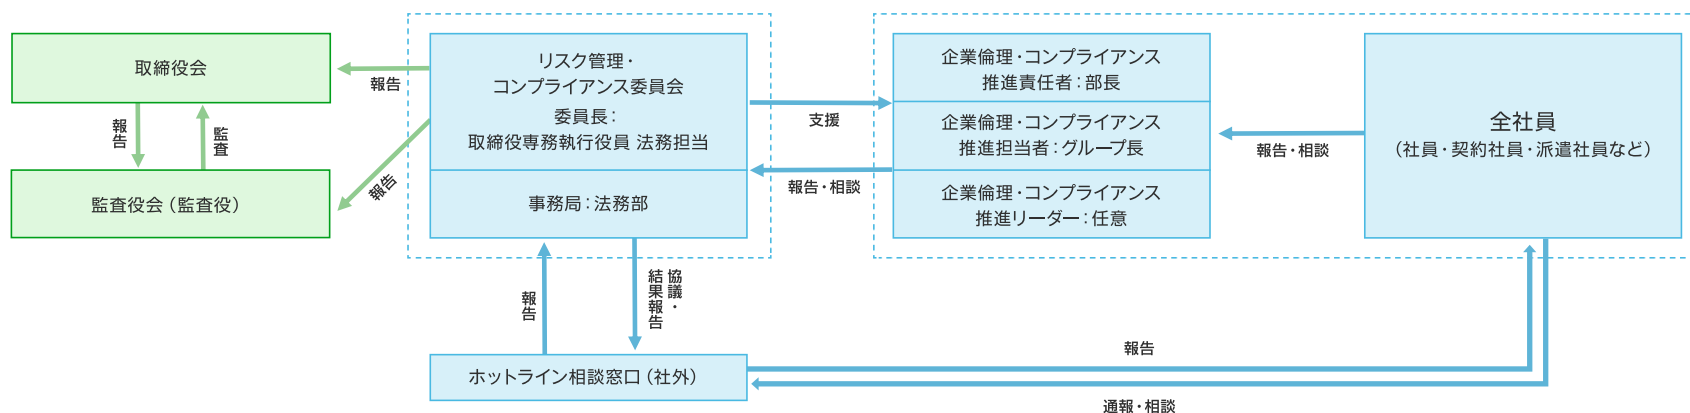 取締役会
報告
監査
監査役会（監査役）
報告
報告
リスク管理・
コンプライアンス委員会
委員長：
取締役専務執行役員 法務担当
事務局：法務部
支援
報告・相談
企業倫理・コンプライアンス
推進責任者：部長
企業倫理・コンプライアンス
推進担当者：グループ長
企業倫理・コンプライアンス
推進リーダー：任意
報告・相談
全社員
（社員・契約社員・派遣社員など）
報告
協議・
結果報告
ホットライン相談窓口（社外）
報告
通報・相談